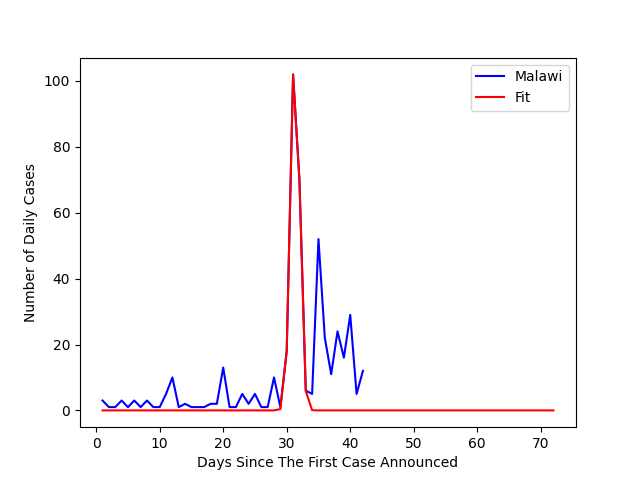 Malawi
Fit
100
80
60
40
20
0
Number of Daily Cases
0 10 20 30 40 50 60 70
Days Since The First Case Announced